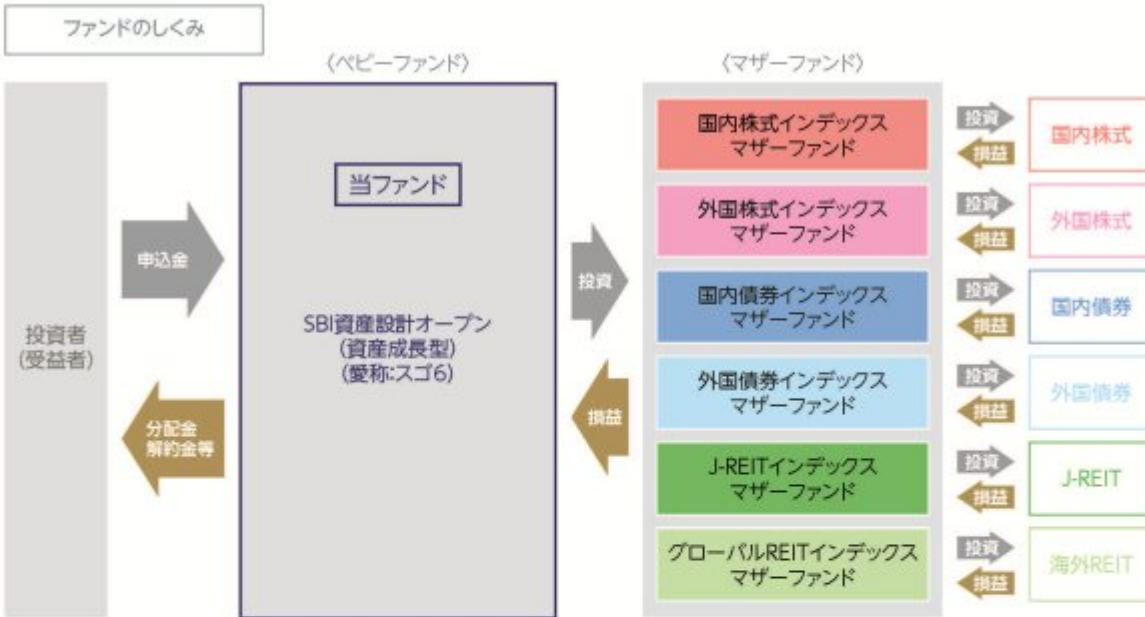 ファンドのしくみ
〈ベビーファンド〉
〈マザーファンド〉
投資者
(受益者)
申込金
分配金
解約金等
当ファンド
SBI資産設計オープン
(資産成長型)
(愛称:スゴ6)
投資
損益
国内株式インデックス
マザーファンド
投資
損益
国内株式
外国株式インデックス
マザーファンド
投資
損益
外国株式
国内債券インデックス
マザーファンド
投資
損益
国内債券
外国債券インデックス
マザーファンド
投資
損益
外国債券
J-REITインデックス
マザーファンド
投資
損益
J-REIT
グローバルREITインデックス
マザーファンド
投資
損益
海外REIT